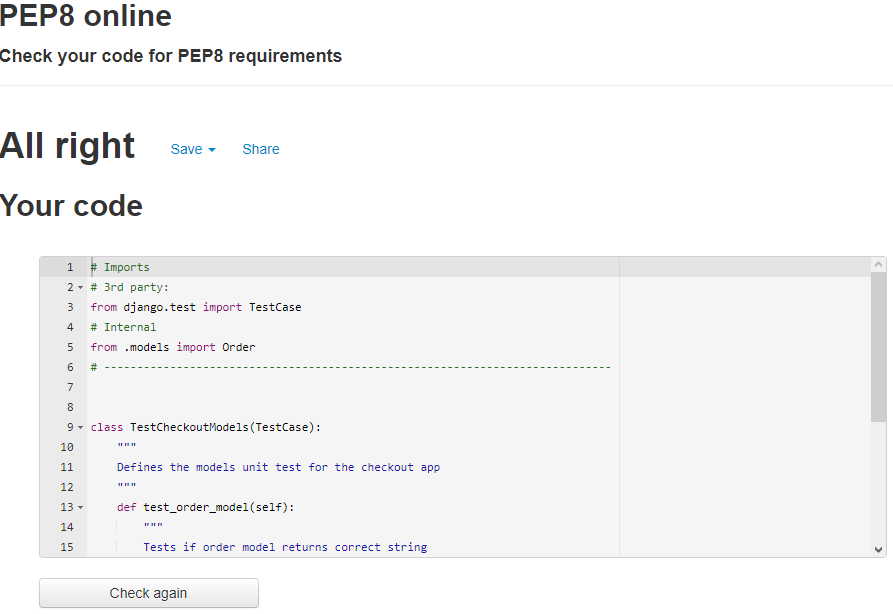 PEP8 online
Check your code for PEP8 requirements
All right Save Share
Your code
1 # Imports
2 # 3rd party:
3 from django.test import TestCase
4 # Internal
5 from .models import Order
6 # -----------------------------------------------------------------------------
7
8
9 class TestCheckoutModels(TestCase):
10 """
11 Defines the models unit test for the checkout app
12 """
13 def test_order_model(self):
14 """
15 Tests if order model returns correct string
Check again